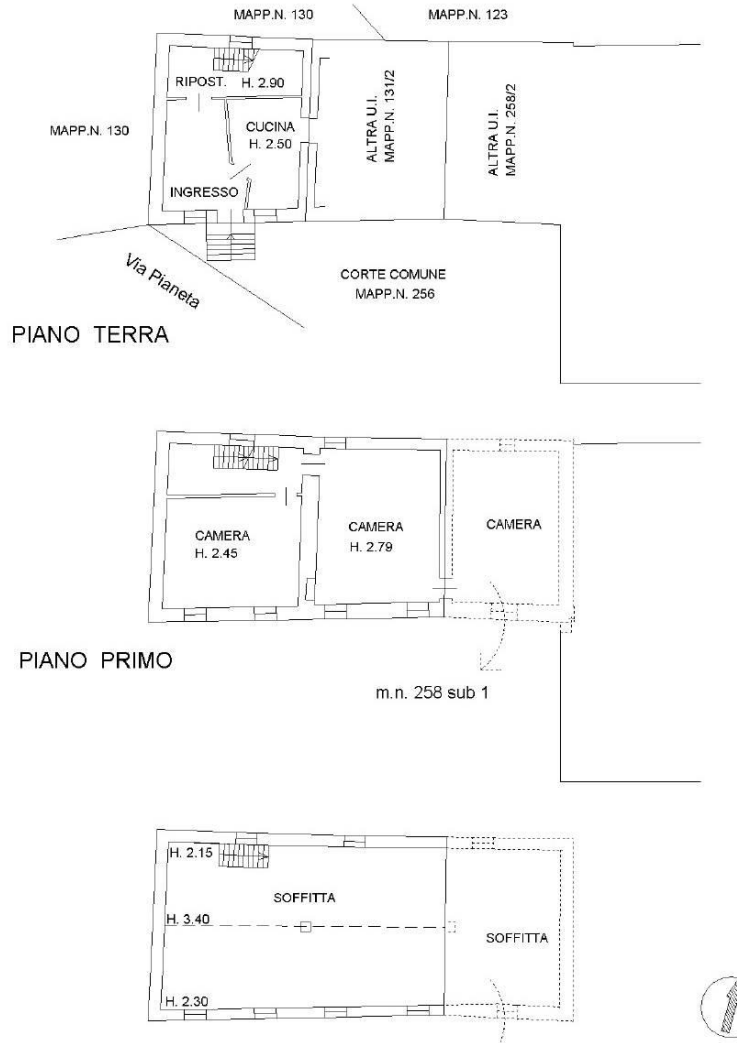 MAPP.N. 130
MAPP.N. 123
RIPOST. H. 2.90
MAPP.N. 130
CUCINA
H. 2.50
ALTRA U.I.
MAPP.N. 131/2
ALTRA U.I.
MAPP.N. 258/2
INGRESSO
Via Pianeta
CORTE COMUNE
MAPP.N. 256
PIANO TERRA
CAMERA
H. 2.45
CAMERA
H. 2.79
CAMERA
PIANO PRIMO
m.n. 258 sub 1
H. 2.15
SOFFITTA
H. 3.40
SOFFITTA
H. 2.30